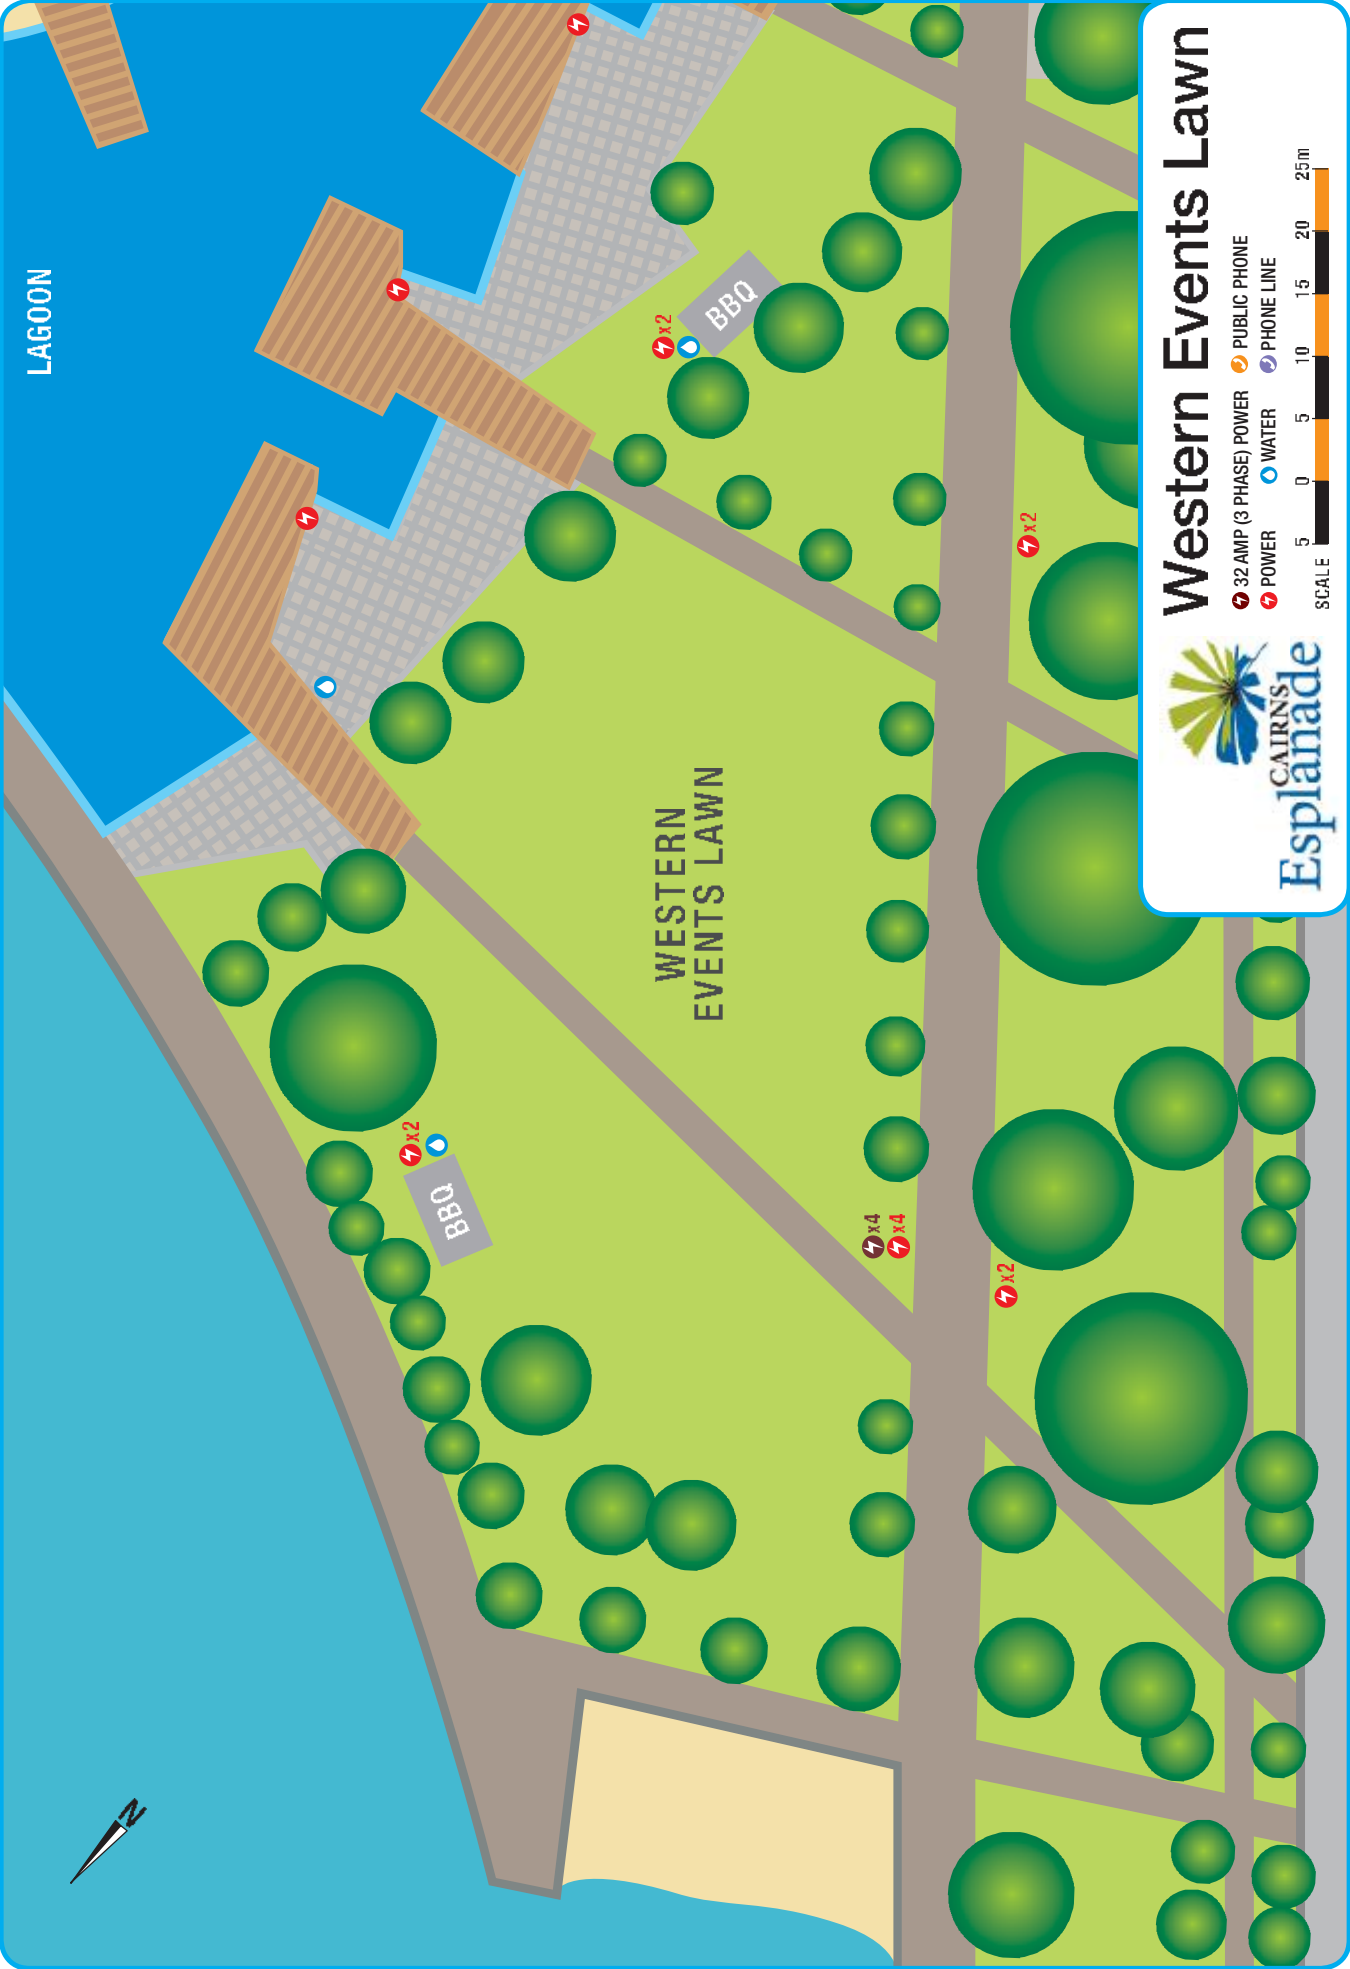 LAGOON
x2
BBQ
x2
WESTERN
EVENTS LAWN
x2
BBQ
x4
x4
x2
N
Western Events Lawn
32 AMP (3 PHASE) POWER
PUBLIC PHONE
POWER
WATER
PHONE LINE
SCALE
5 0 5 10 15 20 25m
CAIRNS
Esplanade